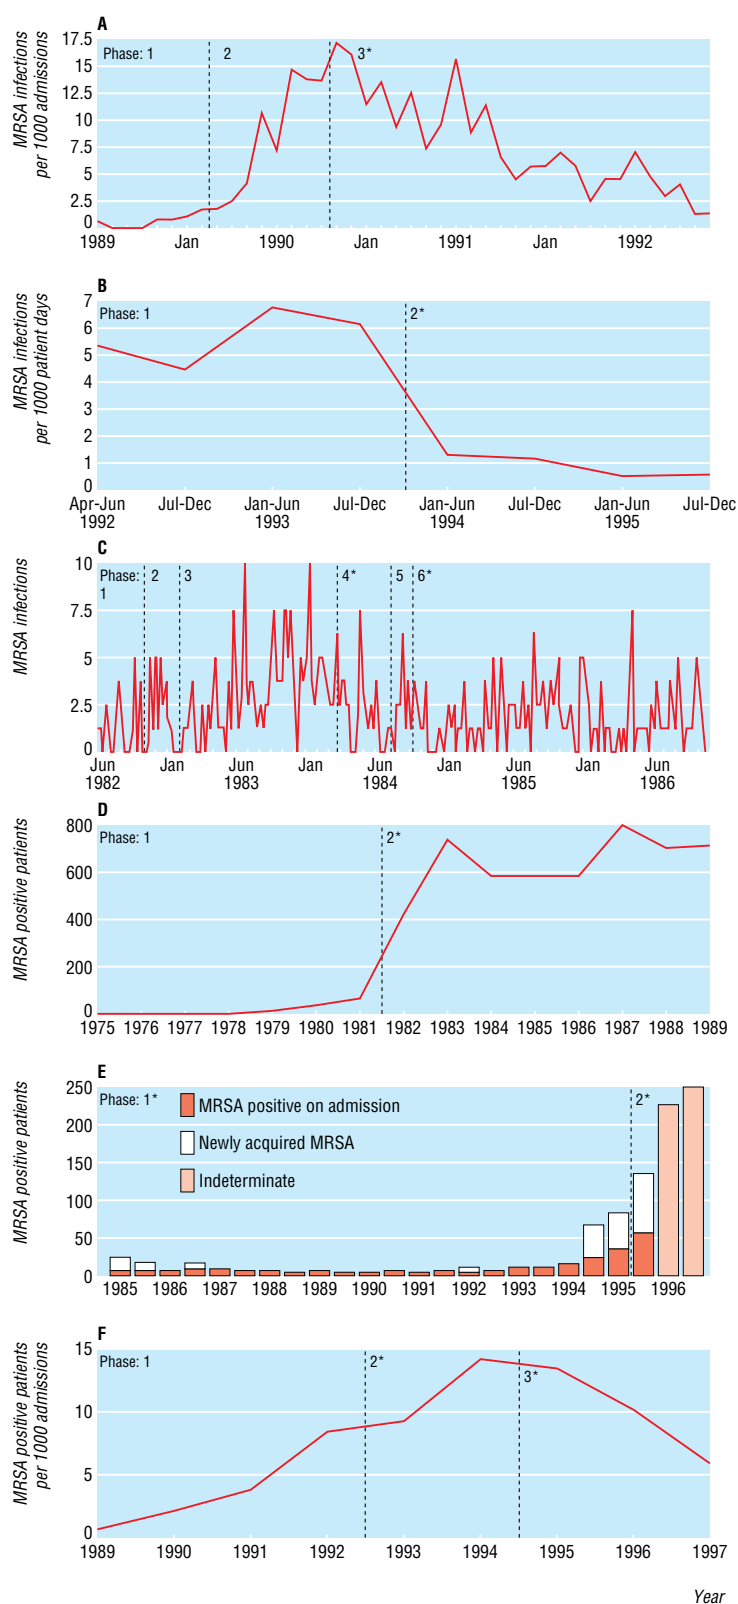 A
MRSA infections
per 1000 admissions
17.5
15
12.5
10
7.5
5
2.5
0
Phase: 1
2
3*
1989
Jan
1990
Jan
1991
Jan
1992
B
MRSA infections
per 1000 patient days
7
6
5
4
3
2
1
0
Phase: 1
2*
Apr-Jun
1992
Jul-Dec
Jan-Jun
1993
Jul-Dec
Jan-Jun
1994
Jul-Dec
Jan-Jun
1995
Jul-Dec
C
MRSA infections
10
7.5
5
2.5
0
Phase:
1
2
3
4*
5
6*
Jun
1982
Jan
Jun
1983
Jan
Jun
1984
Jan
Jun
1985
Jan
Jun
1986
D
MRSA positive patients
800
600
400
200
0
Phase: 1
2*
1975 1976 1977 1978 1979 1980 1981 1982 1983 1984 1985 1986 1987 1988 1989
E
MRSA positive patients
250
200
150
100
50
0
Phase: 1*
2*
MRSA positive on admission
Newly acquired MRSA
Indeterminate
1985 1986 1987 1988 1989 1990 1991 1992 1993 1994 1995 1996
F
MRSA positive patients
per 1000 admissions
15
10
5
0
Phase: 1
2*
3*
1989 1990 1991 1992 1993 1994 1995 1996 1997
Year